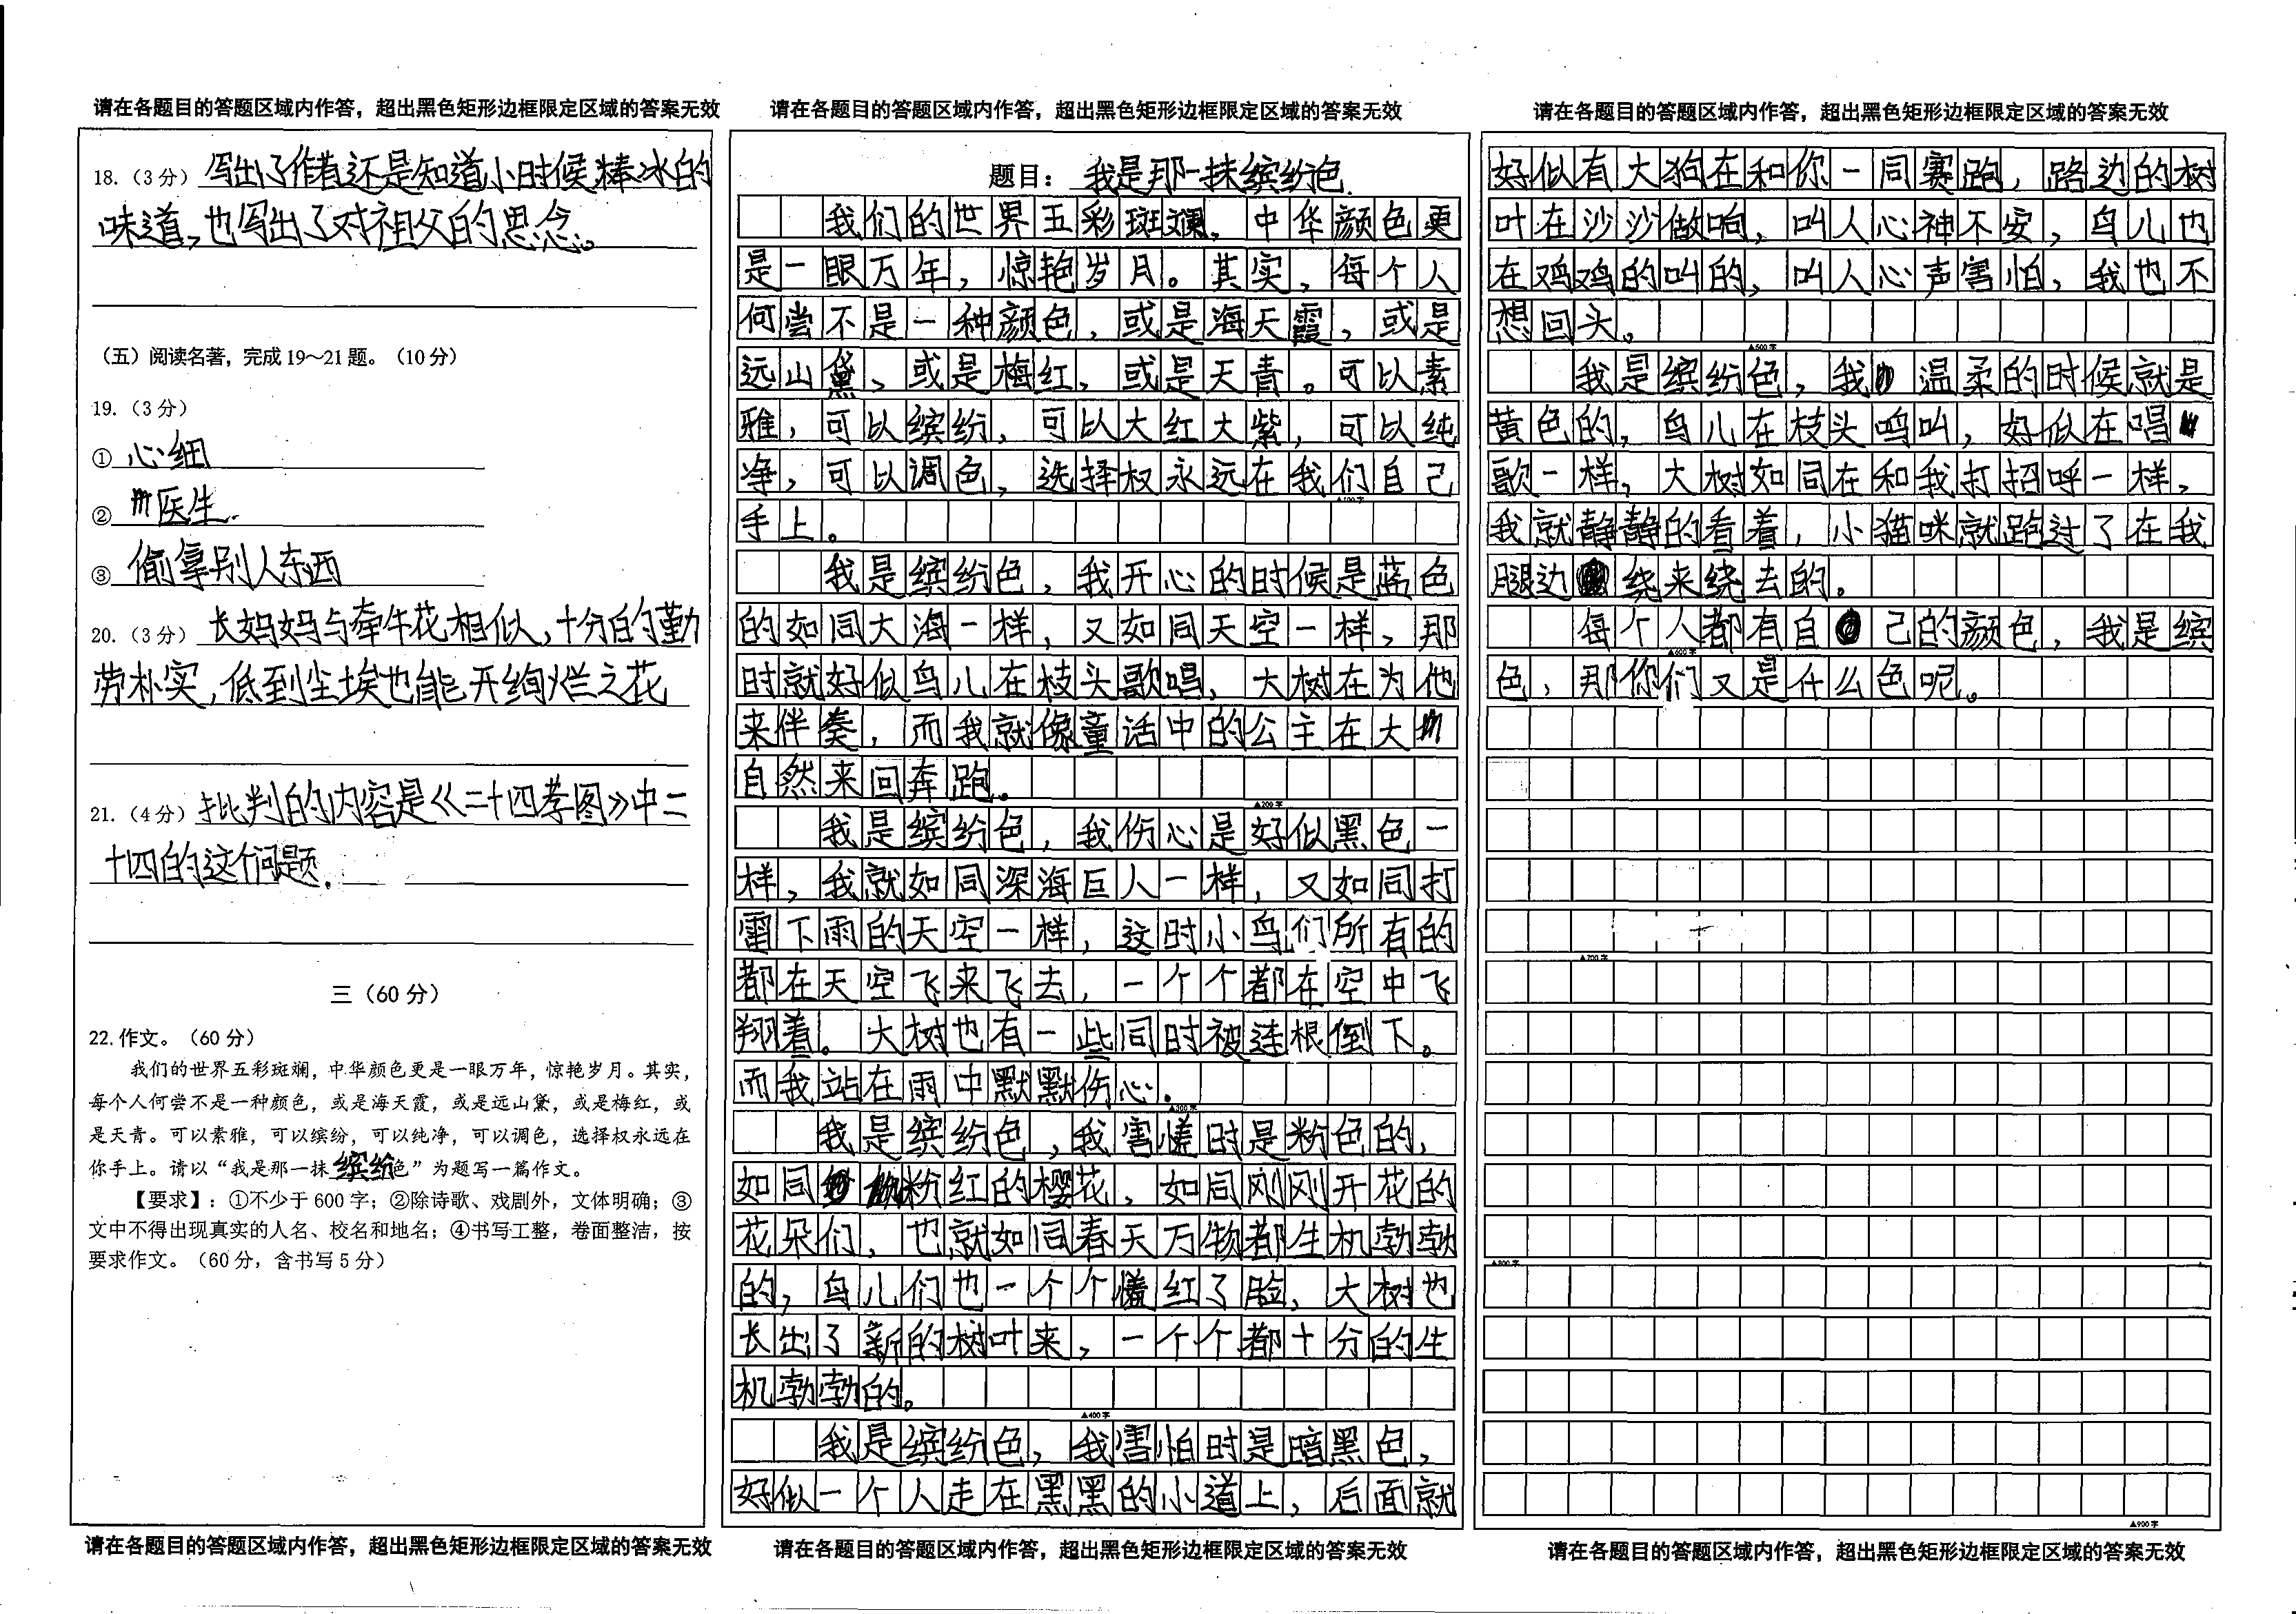 请在各题目的答题区域内作答，超出黑色矩形边框限定区域的答案无效
18.（3分）写出了作者还是知道小时候棒冰的
味道，也写出了对祖父的思念。
（五）阅读名著，完成19～21题。（10分）
19.（3分）
①心细
②医生.
③偷拿别人东西
20.（3分）长妈妈与牵牛花相似，十分的勤
劳朴实，低到尘埃也能开绚烂之花
21.（4分）批判的内容是《二十四孝图》中二
十四的这个问题.
三（60分）
22.作文。（60分）
我们的世界五彩斑斓，中华颜色更是一眼万年，惊艳岁月。其实，
每个人何尝不是一种颜色，或是海天霞，或是远山黛，或是梅红，或
是天青。可以素雅，可以缤纷，可以纯净，可以调色，选择权永远在
你手上。请以“我是那一抹缤纷色”为题写一篇作文。
【要求】：①不少于600字；②除诗歌、戏剧外，文体明确；③
文中不得出现真实的人名、校名和地名；④书写工整，卷面整洁，按
要求作文。（60分，含书写5分）
请在各题目的答题区域内作答，超出黑色矩形边框限定区域的答案无效
请在各题目的答题区域内作答，超出黑色矩形边框限定区域的答案无效
题目：我是那一抹缤纷色.
我们的世界五彩斑斓，中华颜色更
是一眼万年，惊艳岁月。其实，每个人
何尝不是一种颜色，或是海天霞，或是
远山黛，或是梅红，或是天青。可以素
雅，可以缤纷，可以大红大紫，可以纯
净，可以调色，选择权永远在我们自己
▲100字
手上。
我是缤纷色，我开心的时候是蓝色
的如同大海一样，又如同天空一样，那
时就好似鸟儿在枝头歌唱，大树在为他
来伴奏，而我就像童话中的公主在大
自然来回奔跑。
▲200字
我是缤纷色，我伤心是好似黑色一
样，我就如同深海巨人一样，又如同打
雷下雨的天空一样，这时小鸟们所有的
都在天空飞来飞去，一个个都在空中飞
翔着。大树也有一些同时被连根倒下。
而我站在雨中默默伤心.
▲300字
我是缤纷色，我害羞时是粉色的，
如同粉红的樱花，如同刚刚开花的
花朵们，也就如同春天万物都生机勃勃
的，鸟儿们也一个个羞红了脸，大树也
长出了新的树叶来，一个个都十分的生
机勃勃的。
▲400字
我是缤纷色，我害怕时是暗黑色，
好似一个人走在黑黑的小道上，后面就
请在各题目的答题区域内作答，超出黑色矩形边框限定区域的答案无效
请在各题目的答题区域内作答，超出黑色矩形边框限定区域的答案无效
好似有大狗在和你一同赛跑，路边的树
叶在沙沙做响，叫人心神不安，鸟儿也
在鸡鸡的叫的，叫人心声害怕，我也不
想回头。
▲500字
我是缤纷色，我温柔的时候就是
黄色的，鸟儿在枝头鸣叫，好似在唱
歌一样，大树如同在和我打招呼一样，
我就静静的看着，小猫咪就跑过了在我
腿边绕来绕去的。
每个人都有自己的颜色，我是缤
▲600字
色，那你们又是什么色呢。
▲700字
▲800字
▲900字
请在各题目的答题区域内作答，超出黑色矩形边框限定区域的答案无效